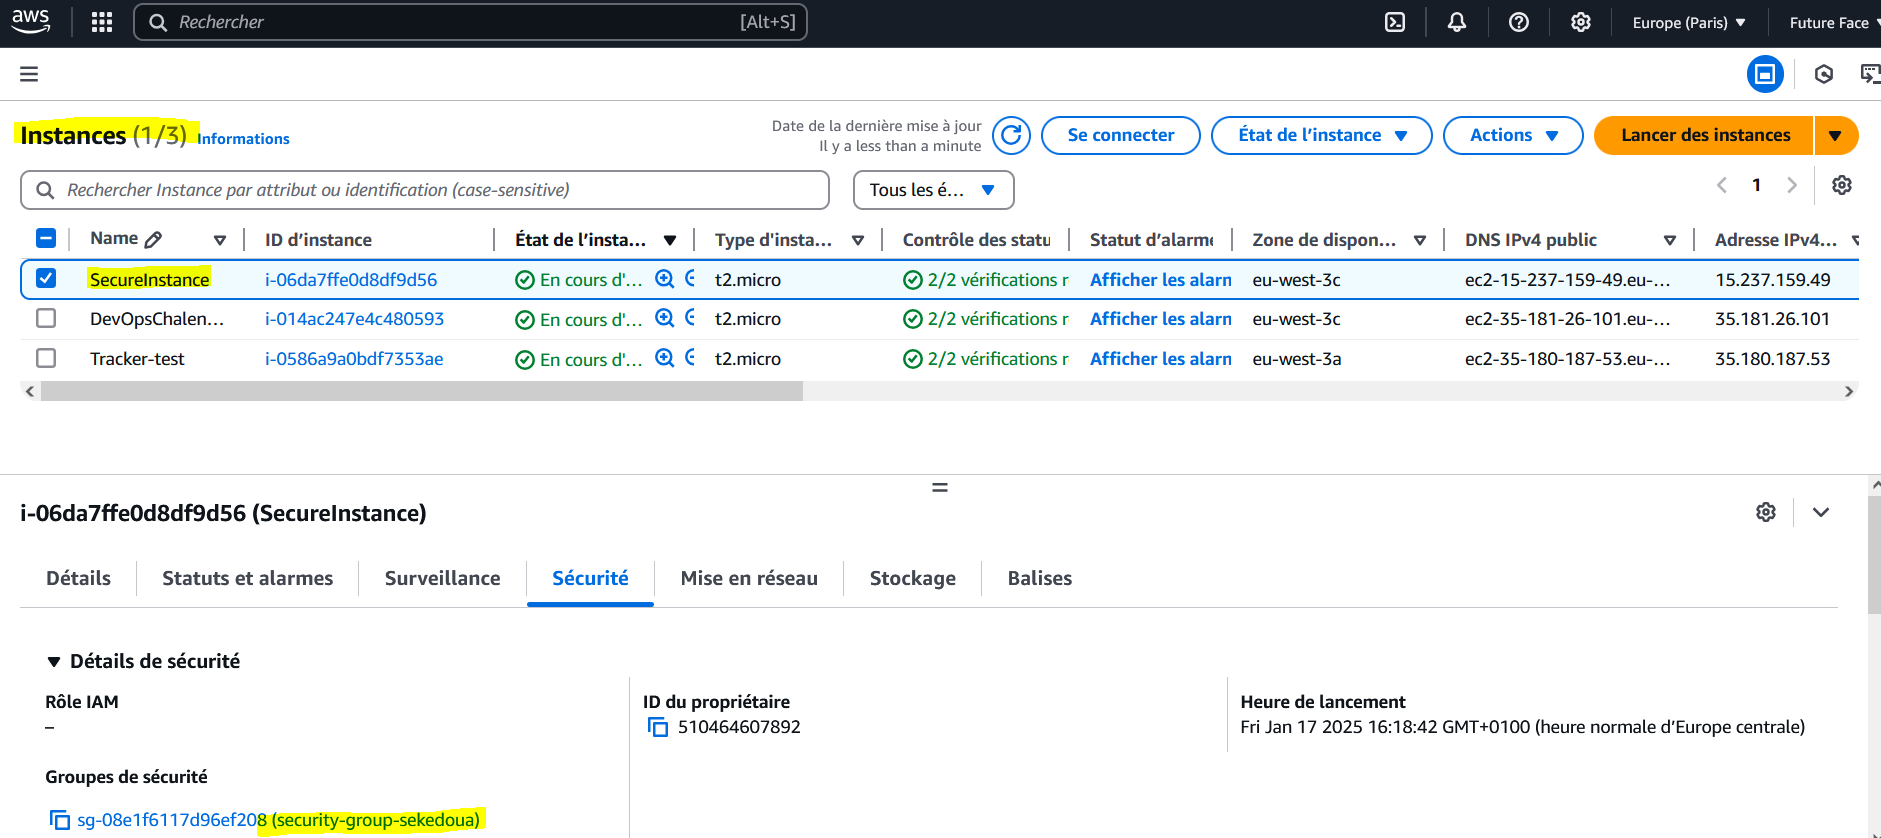 aws
Rechercher [Alt+S]
Europe (Paris)
Future Face
Instances (1/3) Informations
Date de la dernière mise à jour
Il y a less than a minute
Se connecter
État de l'instance
Actions
Lancer des instances
Rechercher Instance par attribut ou identification (case-sensitive)
Tous les é...
1
Name ID d'instance État de l'insta... Type d'insta... Contrôle des statu Statut d'alarme Zone de dispon... DNS IPv4 public Adresse IPv4...
SecureInstance i-06da7ffe0d8df9d56 En cours d'... t2.micro 2/2 vérifications r Afficher les alarn eu-west-3c ec2-15-237-159-49.eu-... 15.237.159.49
DevOpsChalen... i-014ac247e4c480593 En cours d'... t2.micro 2/2 vérifications r Afficher les alarn eu-west-3c ec2-35-181-26-101.eu-... 35.181.26.101
Tracker-test i-0586a9a0bdf7353ae En cours d'... t2.micro 2/2 vérifications r Afficher les alarn eu-west-3a ec2-35-180-187-53.eu-... 35.180.187.53
i-06da7ffe0d8df9d56 (SecureInstance)
Détails Statuts et alarmes Surveillance Sécurité Mise en réseau Stockage Balises
Détails de sécurité
Rôle IAM
–
ID du propriétaire
510464607892
Heure de lancement
Fri Jan 17 2025 16:18:42 GMT+0100 (heure normale d'Europe centrale)
Groupes de sécurité
sg-08e1f6117d96ef208 (security-group-sekedoua)